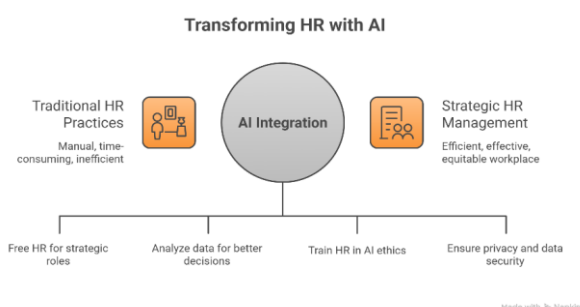 Transforming HR with AI
Traditional HR
Practices
Manual, time-
consuming, inefficient
AI Integration
Strategic HR
Management
Efficient, effective,
equitable workplace
Free HR for strategic
roles
Analyze data for better
decisions
Train HR in AI ethics
Ensure privacy and data
security
Made with